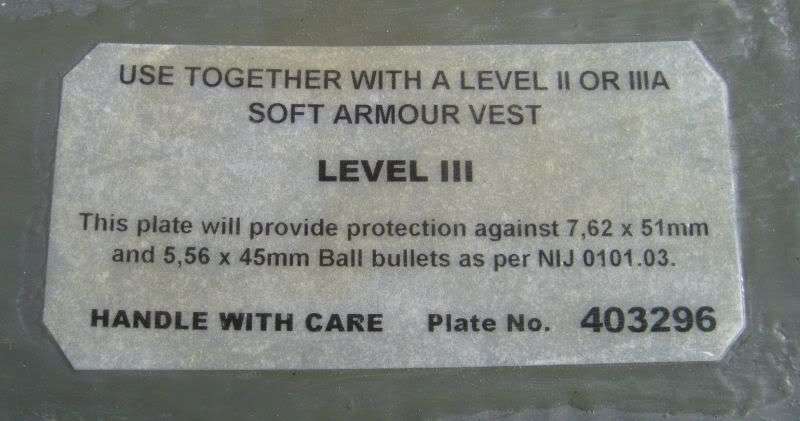 USE TOGETHER WITH A LEVEL II OR IIIA
SOFT ARMOUR VEST
LEVEL III
This plate will provide protection against 7,62 x 51mm
and 5,56 x 45mm Ball bullets as per NIJ 0101.03.
HANDLE WITH CARE Plate No. 403296